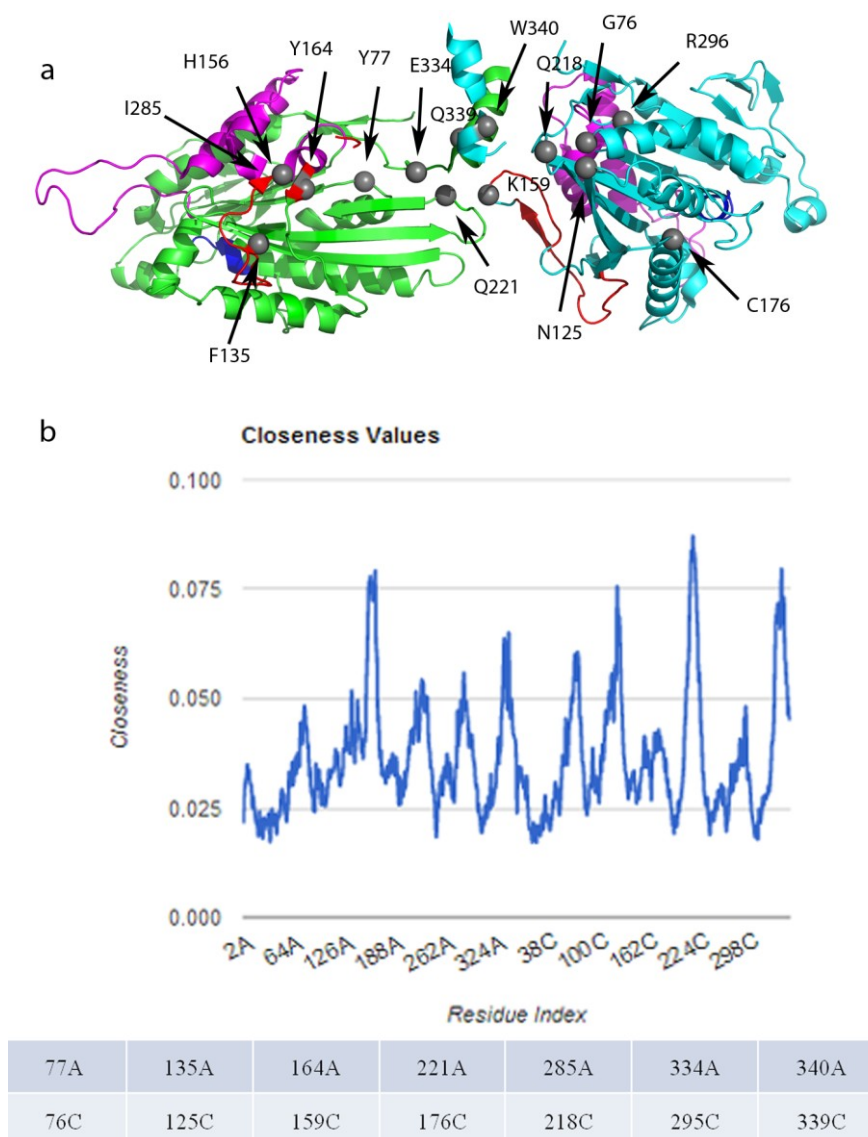 a
H156
Y164
Y77
E334
W340
G76
R296
Q218
I285
Q339
K159
Q221
N125
C176
F135
b
Closeness Values
0.100
0.075
0.050
0.025
0.000
Closeness
2A 64A 126A 188A 262A 324A 38C 100C 162C 224C 298C
Residue Index
77A 135A 164A 221A 285A 334A 340A
76C 125C 159C 176C 218C 295C 339C